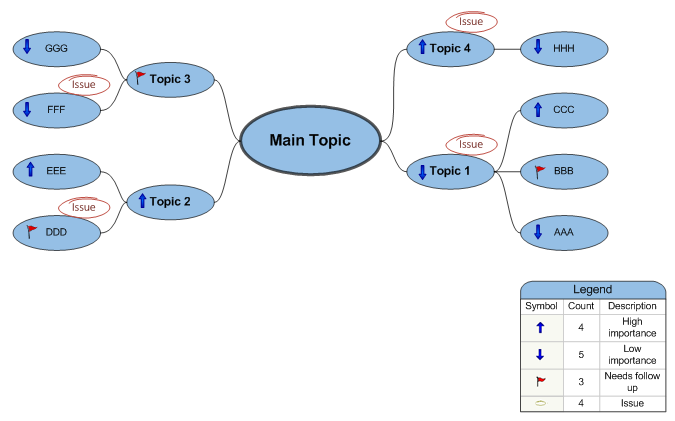 Issue
GGG
Topic 4
HHH
Topic 3
Issue
FFF
CCC
Main Topic
Issue
EEE
Topic 1
BBB
Topic 2
Issue
DDD
AAA
Legend
Symbol Count Description
4 High
importance
5 Low
importance
3 Needs follow
up
4 Issue